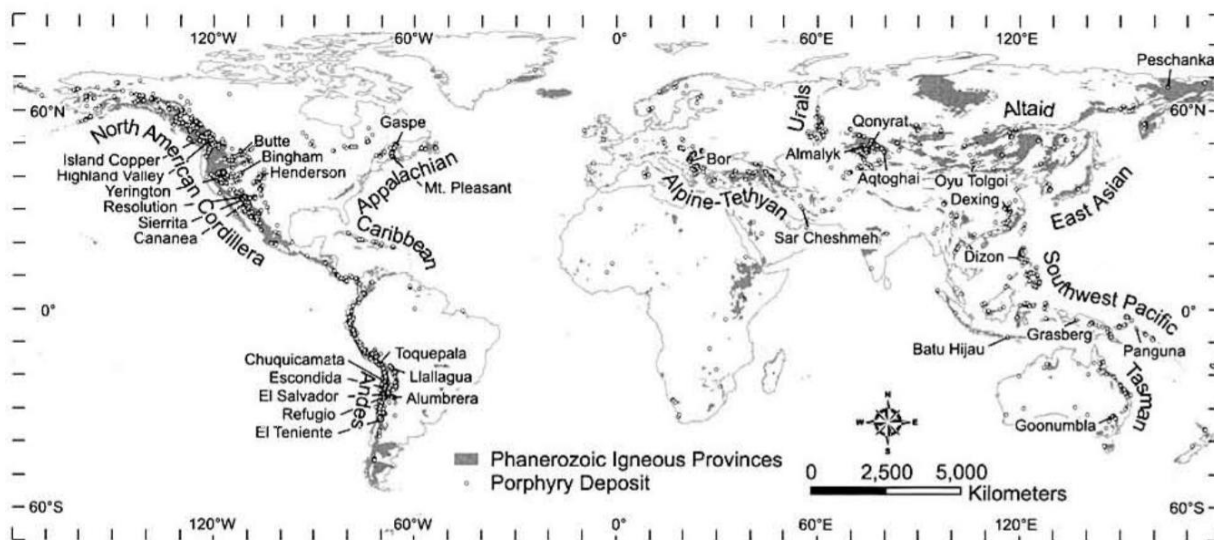 120°W 60°W 0° 60°E 120°E
Peschanka
60°N 60°N
North American Cordillera
Island Copper
Highland Valley
Yerington
Resolution
Sierrita
Cananea
Butte
Bingham
Henderson
Gaspe
Appalachian
Mt. Pleasant
Caribbean
Urals
Altaid
Qonyrat
Almalyk
Aqtoghai
Bor
Alpine-Tethyan
Sar Cheshmeh
Oyu Tolgoi
Dexing
East Asian
Dizon
Southwest Pacific
0° 0°
Batu Hijau
Grasberg
Panguna
Tasman
Goonumbla
Chuquicamata
Escondida
El Salvador
Refugio
El Teniente
Andes
Toquepala
Llallagua
Alumbrera
N
W E
S
Phanerozoic Igneous Provinces
Porphyry Deposit
0 2,500 5,000
Kilometers
60°S 60°S
120°W 60°W 0° 60°E 120°E